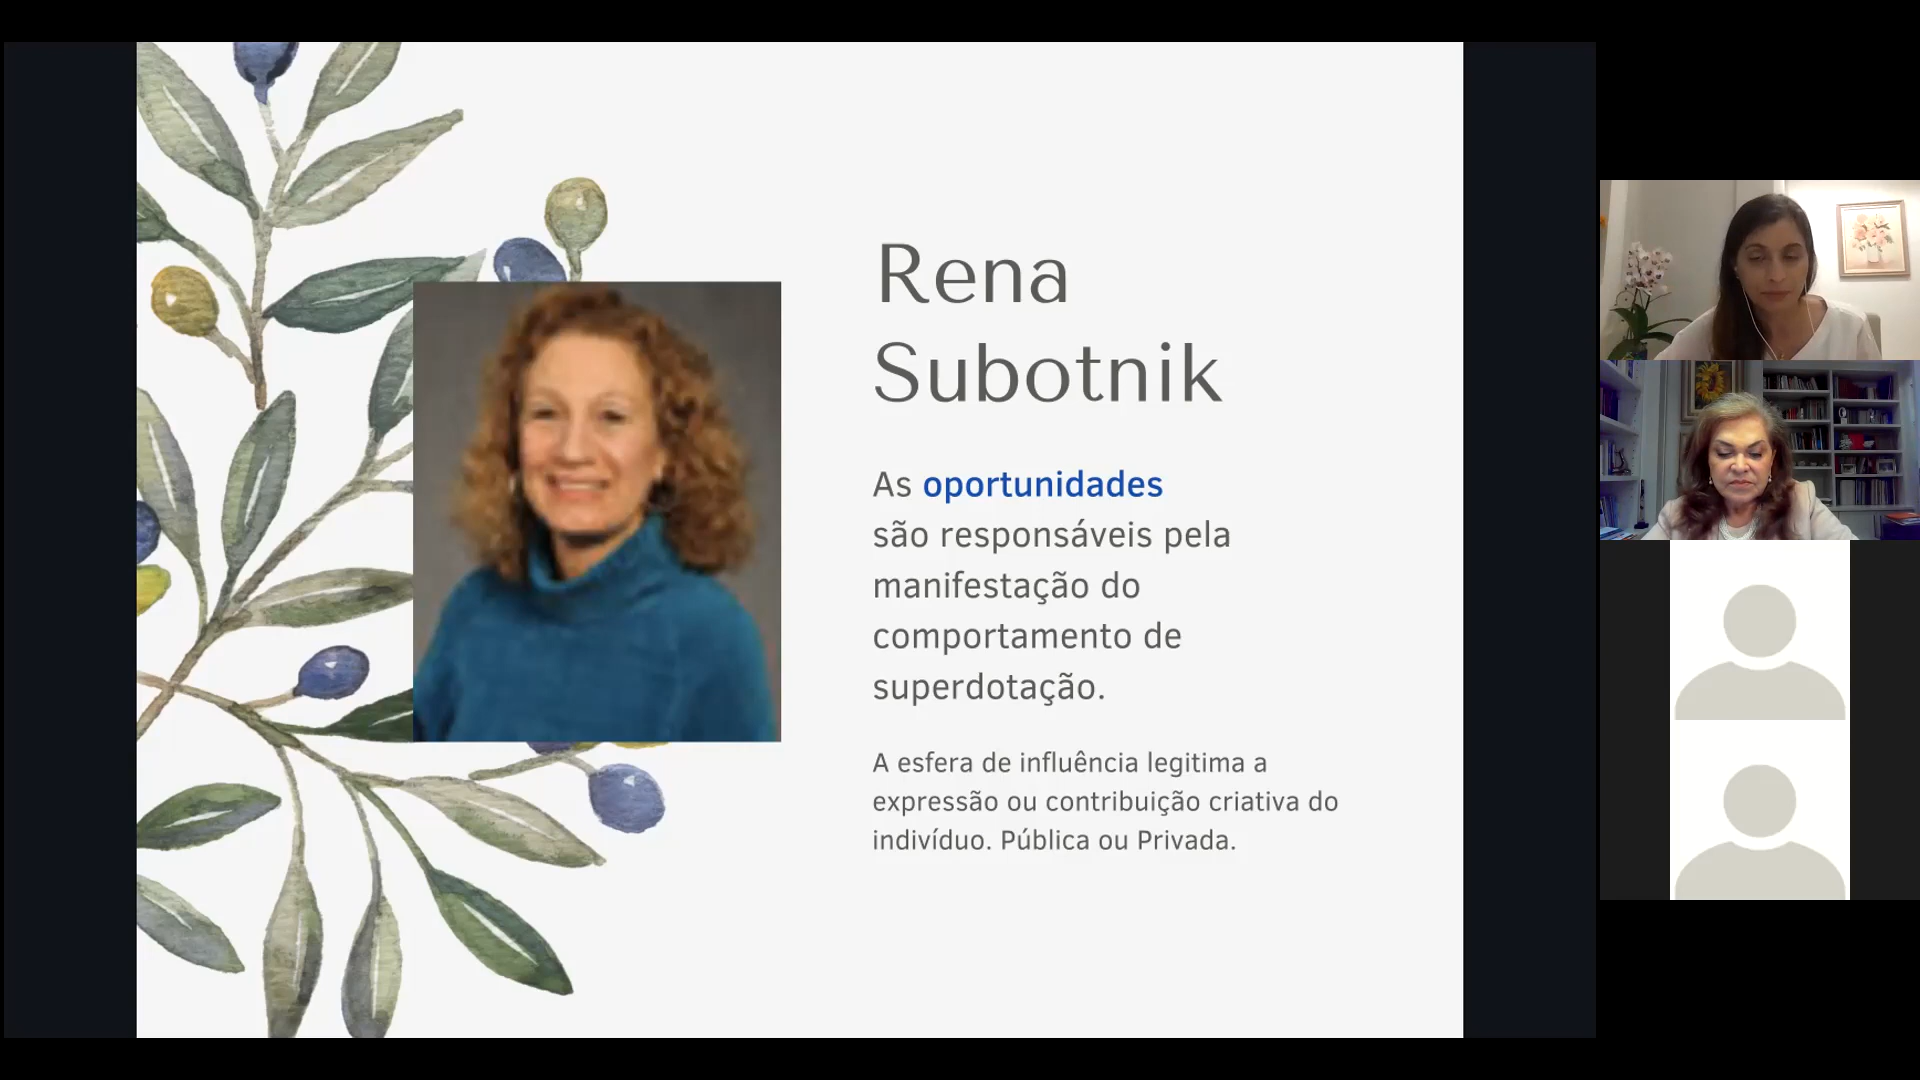 Rena
Subotnik
As oportunidades
são responsáveis pela
manifestação do
comportamento de
superdotação.
A esfera de influência legitima a
expressão ou contribuição criativa do
indivíduo. Pública ou Privada.